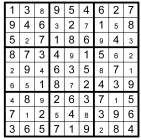 1 3 8 9 5 4 6 2 7
9 4 6 3 2 7 1 5 8
5 2 7 1 8 6 9 4 3
8 7 3 4 9 1 5 6 2
2 9 4 6 3 5 8 7 1
6 5 1 8 7 2 4 3 9
4 8 9 2 6 3 7 1 5
7 1 2 5 4 8 3 9 6
3 6 5 7 1 9 2 8 4